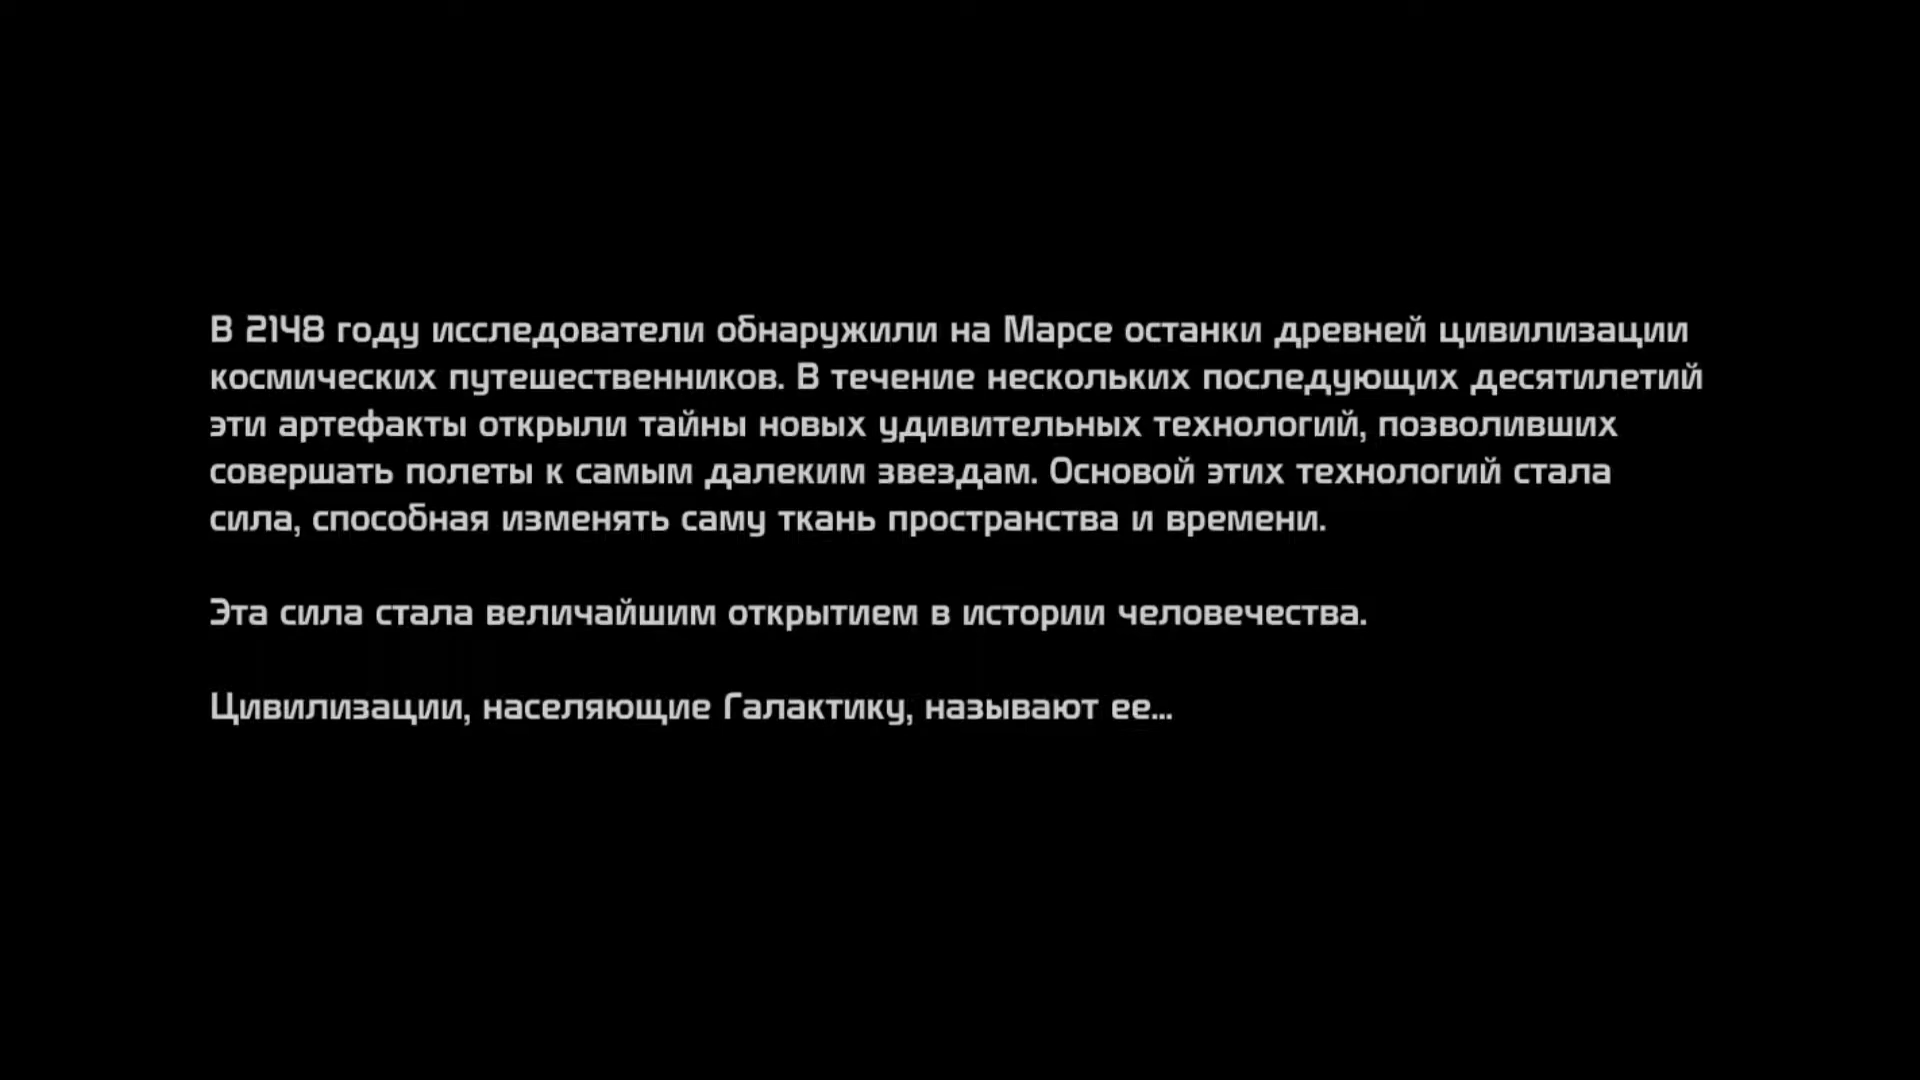 В 2148 году исследователи обнаружили на Марсе останки древней цивилизации
космических путешественников. В течение нескольких последующих десятилетий
эти артефакты открыли тайны новых удивительных технологий, позволивших
совершать полеты к самым далеким звездам. Основой этих технологий стала
сила, способная изменять саму ткань пространства и времени.
Эта сила стала величайшим открытием в истории человечества.
Цивилизации, населяющие Галактику, называют ее...